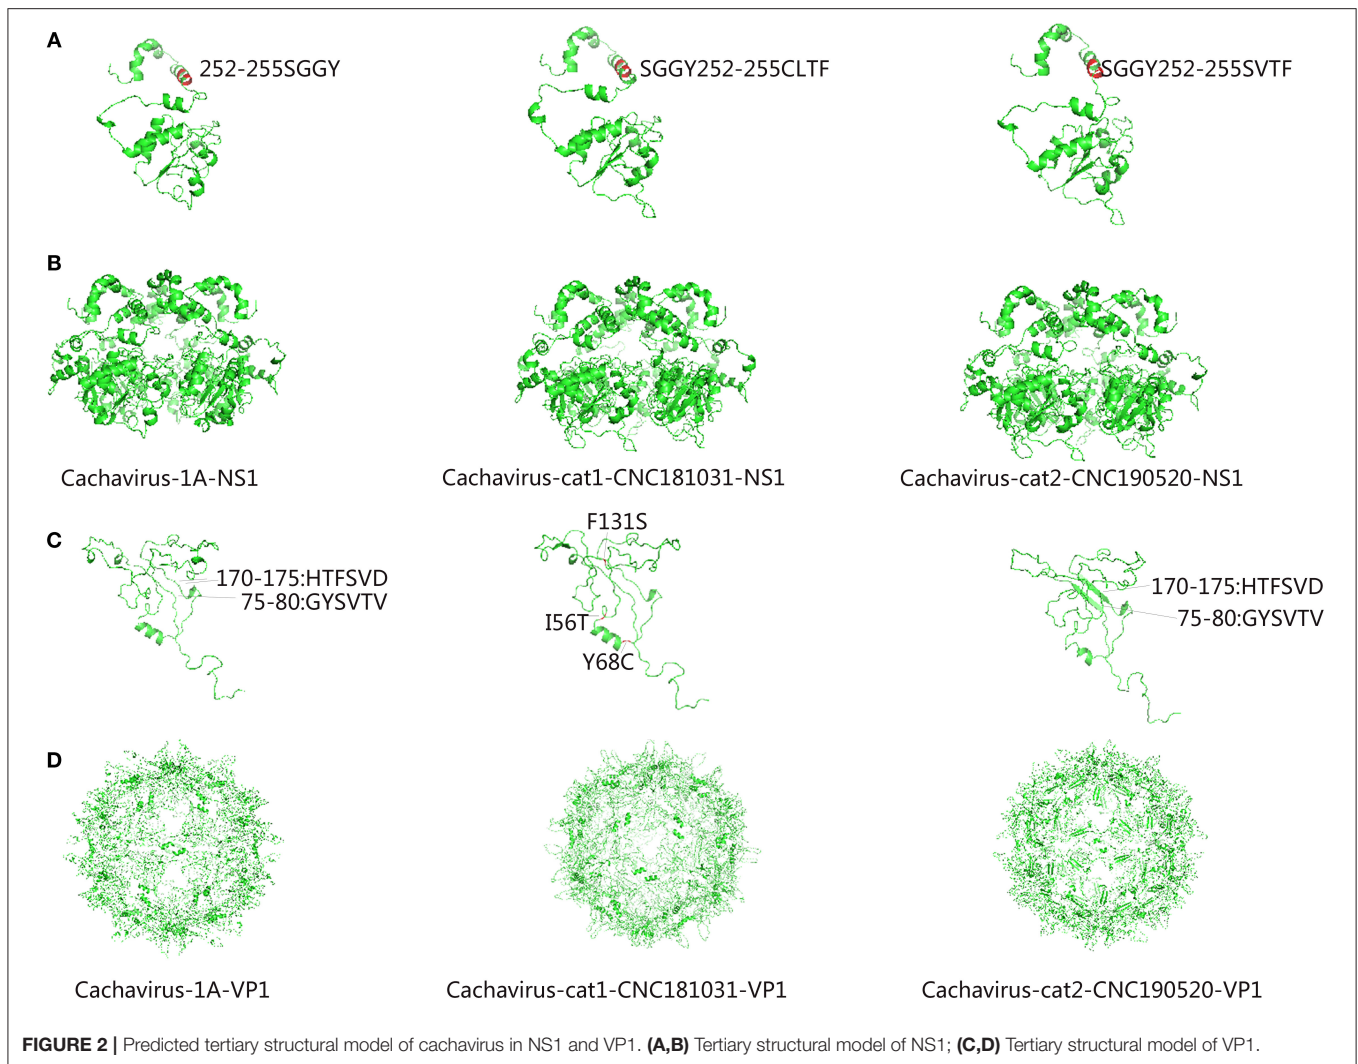 A
252-255SGGY
SGGY252-255CLTF
SGGY252-255SVTF
B
Cachavirus-1A-NS1
Cachavirus-cat1-CNC181031-NS1
Cachavirus-cat2-CNC190520-NS1
C
170-175:HTFSVD
75-80:GYSVTV
F131S
I56T
Y68C
170-175:HTFSVD
75-80:GYSVTV
D
Cachavirus-1A-VP1
Cachavirus-cat1-CNC181031-VP1
Cachavirus-cat2-CNC190520-VP1
FIGURE 2 | Predicted tertiary structural model of cachavirus in NS1 and VP1. (A,B) Tertiary structural model of NS1; (C,D) Tertiary structural model of VP1.